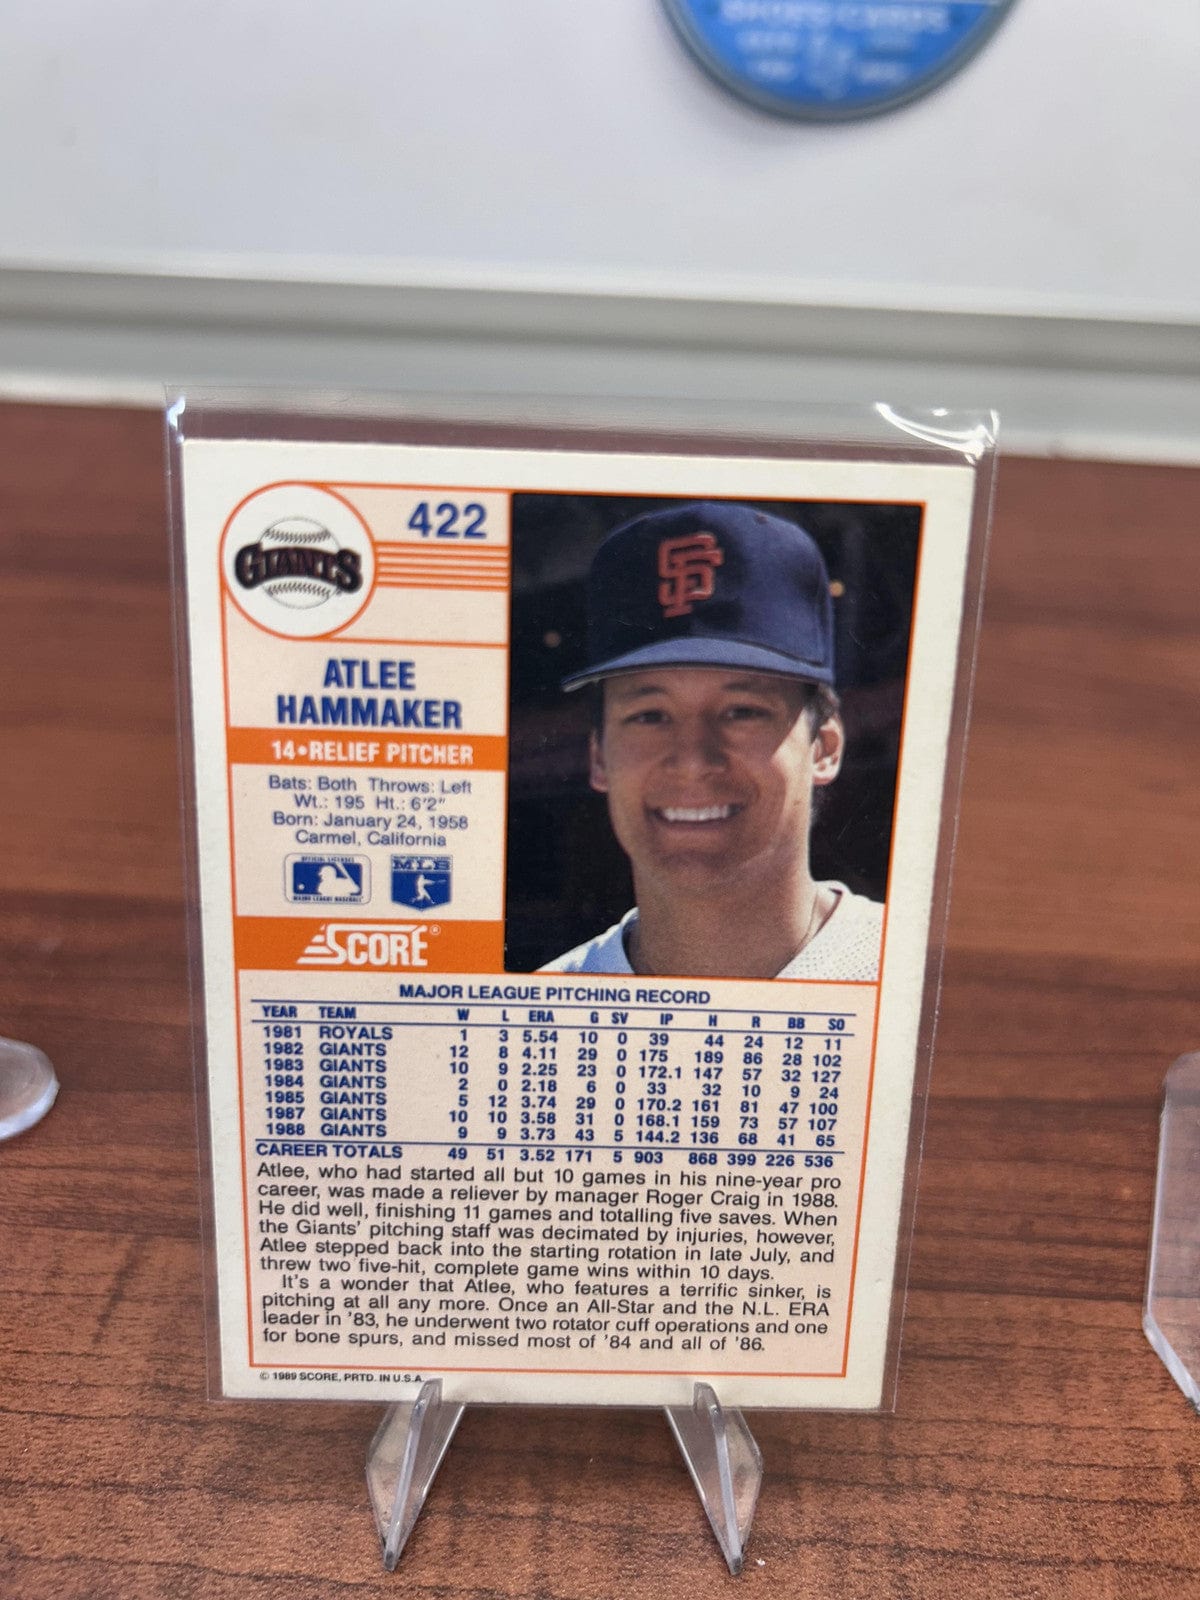 SPORTS CARDS
GIANTS
422
SF
ATLEE
HAMMAKER
14•RELIEF PITCHER
Bats: Both Throws: Left
Wt.: 195 Ht.: 6'2"
Born: January 24, 1958
Carmel, California
MLB
SCORE®
MAJOR LEAGUE PITCHING RECORD
YEAR TEAM W L ERA G SV IP H R BB SO
1981 ROYALS 1 3 5.54 10 0 39 44 24 12 11
1982 GIANTS 12 8 4.11 29 0 175 189 86 28 102
1983 GIANTS 10 9 2.25 23 0 172.1 147 57 32 127
1984 GIANTS 2 0 2.18 6 0 33 32 10 9 24
1985 GIANTS 5 12 3.74 29 0 170.2 161 81 47 100
1987 GIANTS 10 10 3.58 31 0 168.1 159 73 57 107
1988 GIANTS 9 9 3.73 43 5 144.2 136 68 41 65
CAREER TOTALS 49 51 3.52 171 5 903 868 399 226 536
Atlee, who had started all but 10 games in his nine-year pro
career, was made a reliever by manager Roger Craig in 1988.
He did well, finishing 11 games and totalling five saves. When
the Giants' pitching staff was decimated by injuries, however,
Atlee stepped back into the starting rotation in late July, and
threw two five-hit, complete game wins within 10 days.
It's a wonder that Atlee, who features a terrific sinker, is
pitching at all any more. Once an All-Star and the N.L. ERA
leader in '83, he underwent two rotator cuff operations and one
for bone spurs, and missed most of '84 and all of '86.
© 1989 SCORE, PRTD. IN U.S.A.